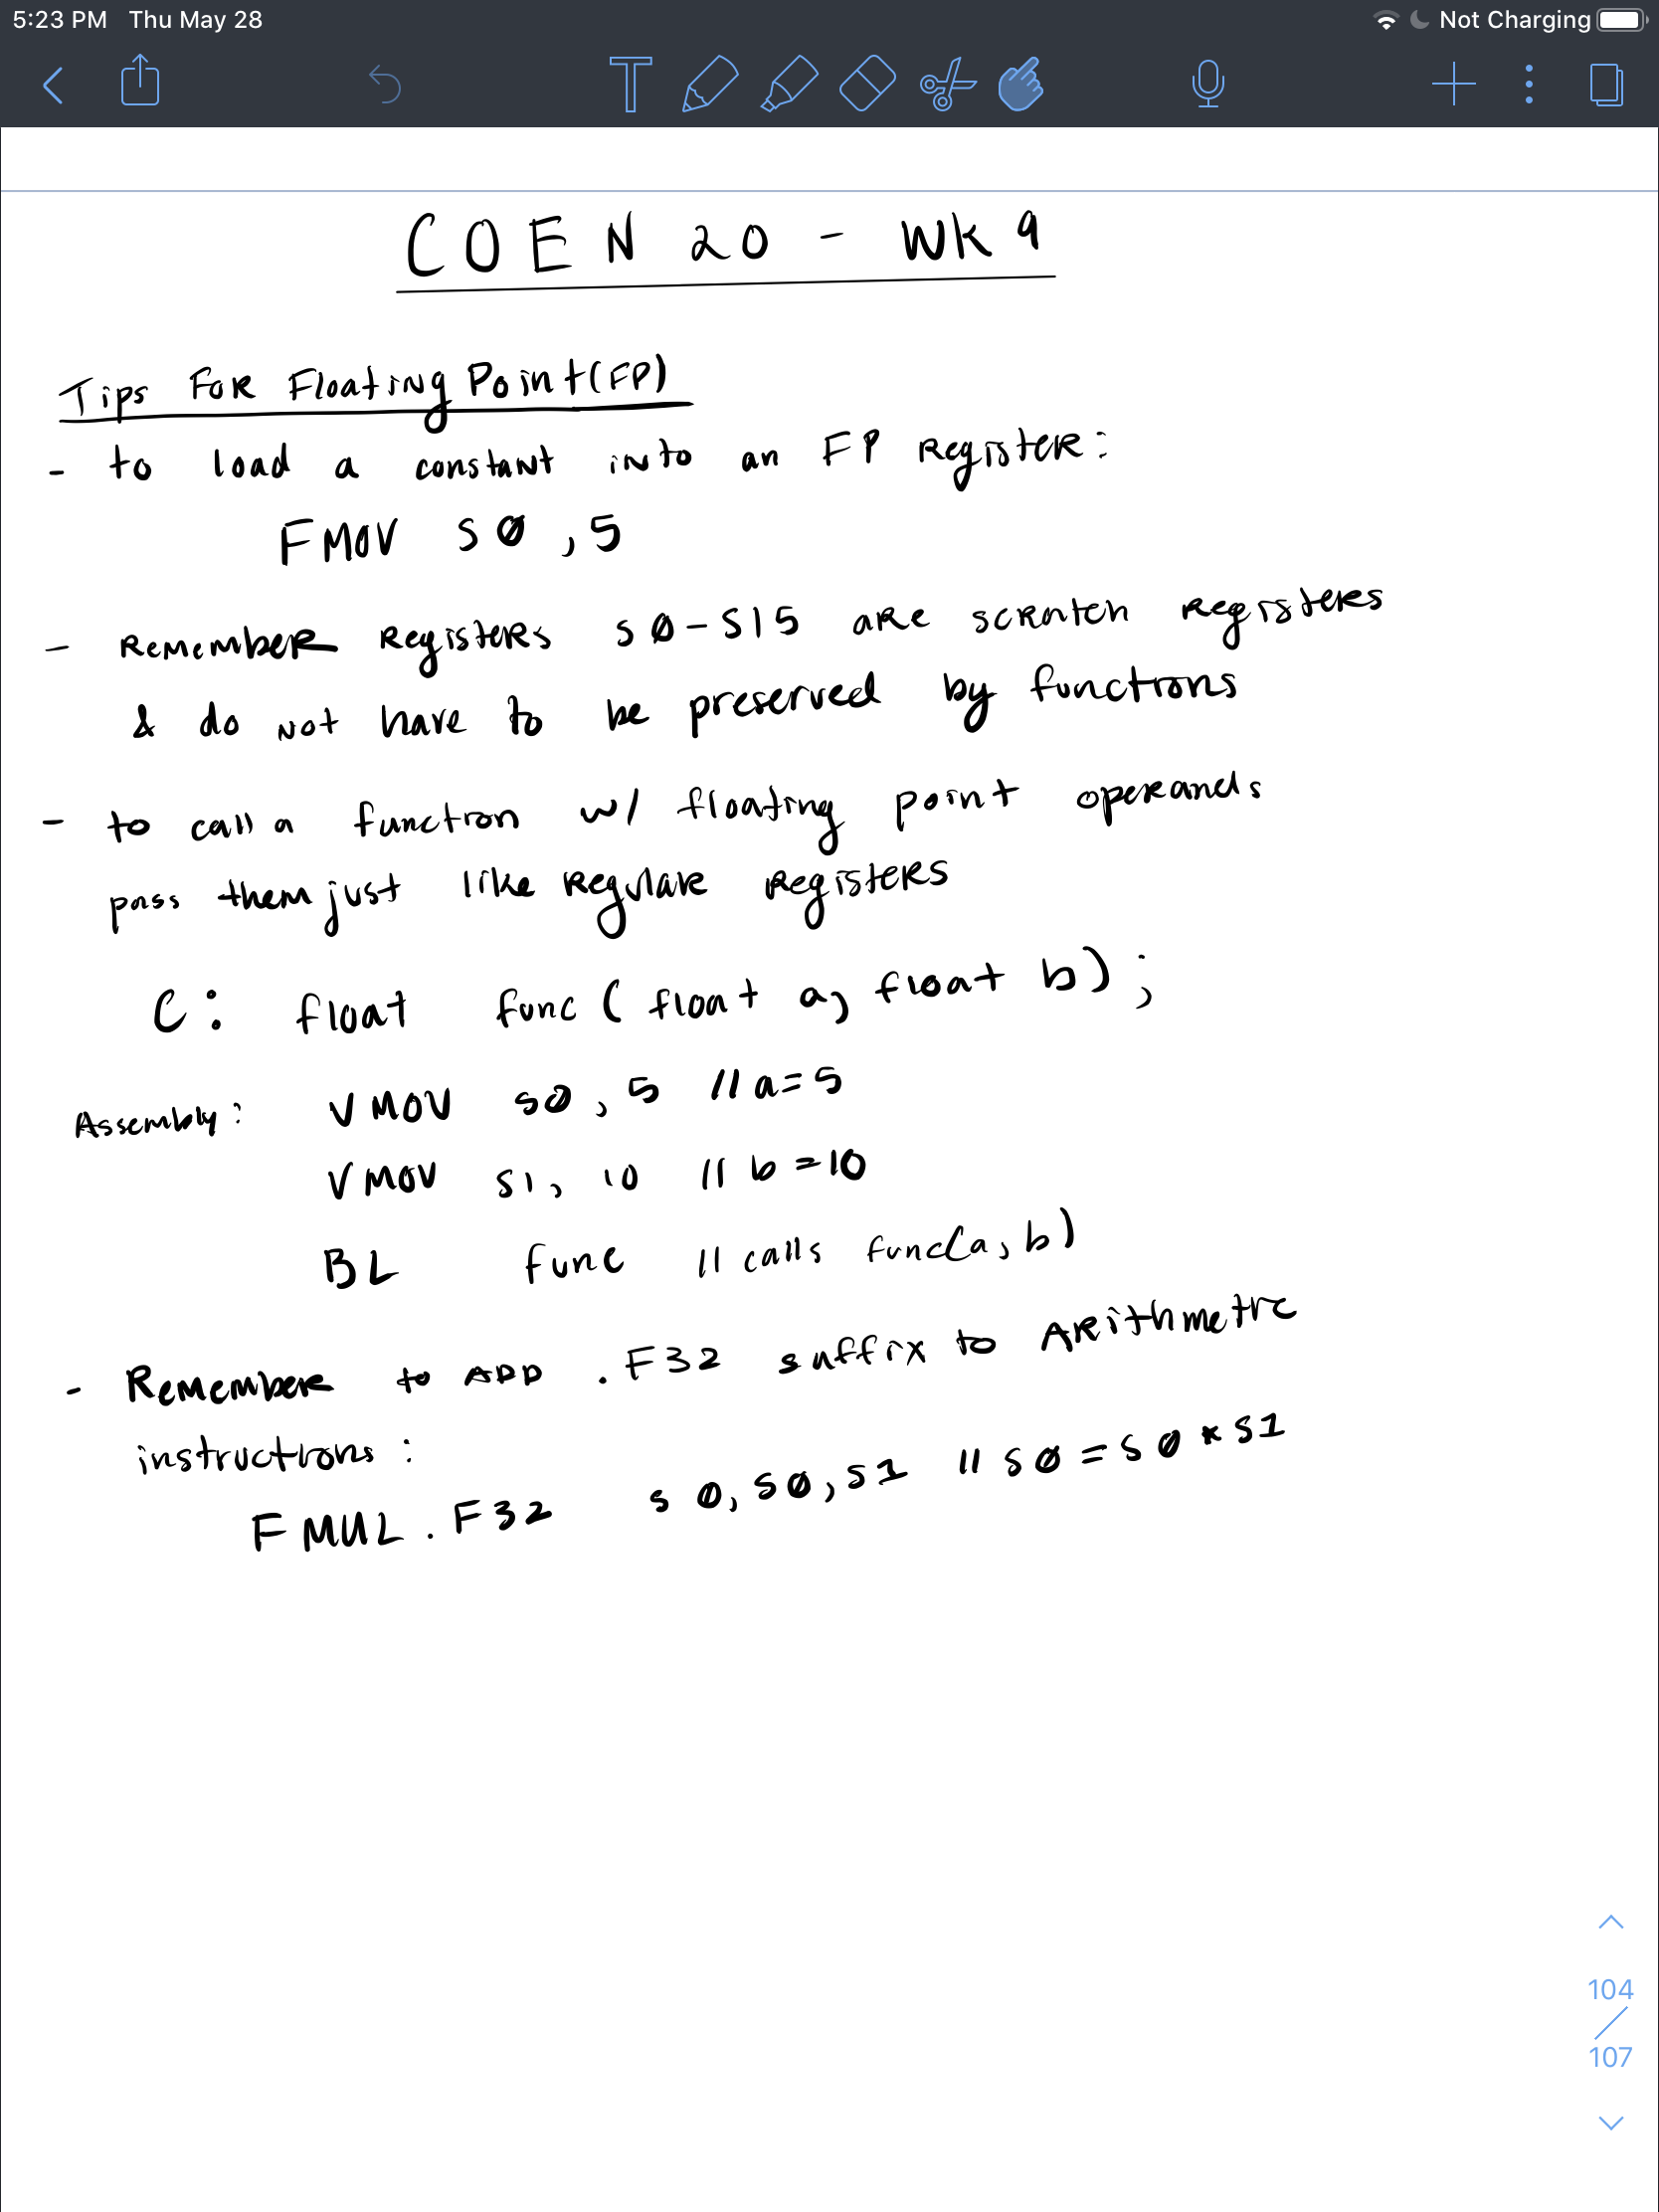 5:23 PM Thu May 28 Not Charging
T
COEN 20 - WK 9
Tips For Floating Point (FP)
- to load a constant into an FP Register:
FMOV S0, 5
- Remember Registers S0-S15 are scratch registers
& do not have to be preserved by functions
- to call a function w/ floating point operands
pass them just like regular registers
C: float func (float a, float b);
Assembly: VMOV S0, 5 //a=5
VMOV S1, 10 // b=10
BL func // calls func(a, b)
- Remember to ADD .F32 suffix to Arithmetic
instructions:
FMUL.F32 S0, S0, S1 // S0 = S0 * S1
104
/
107